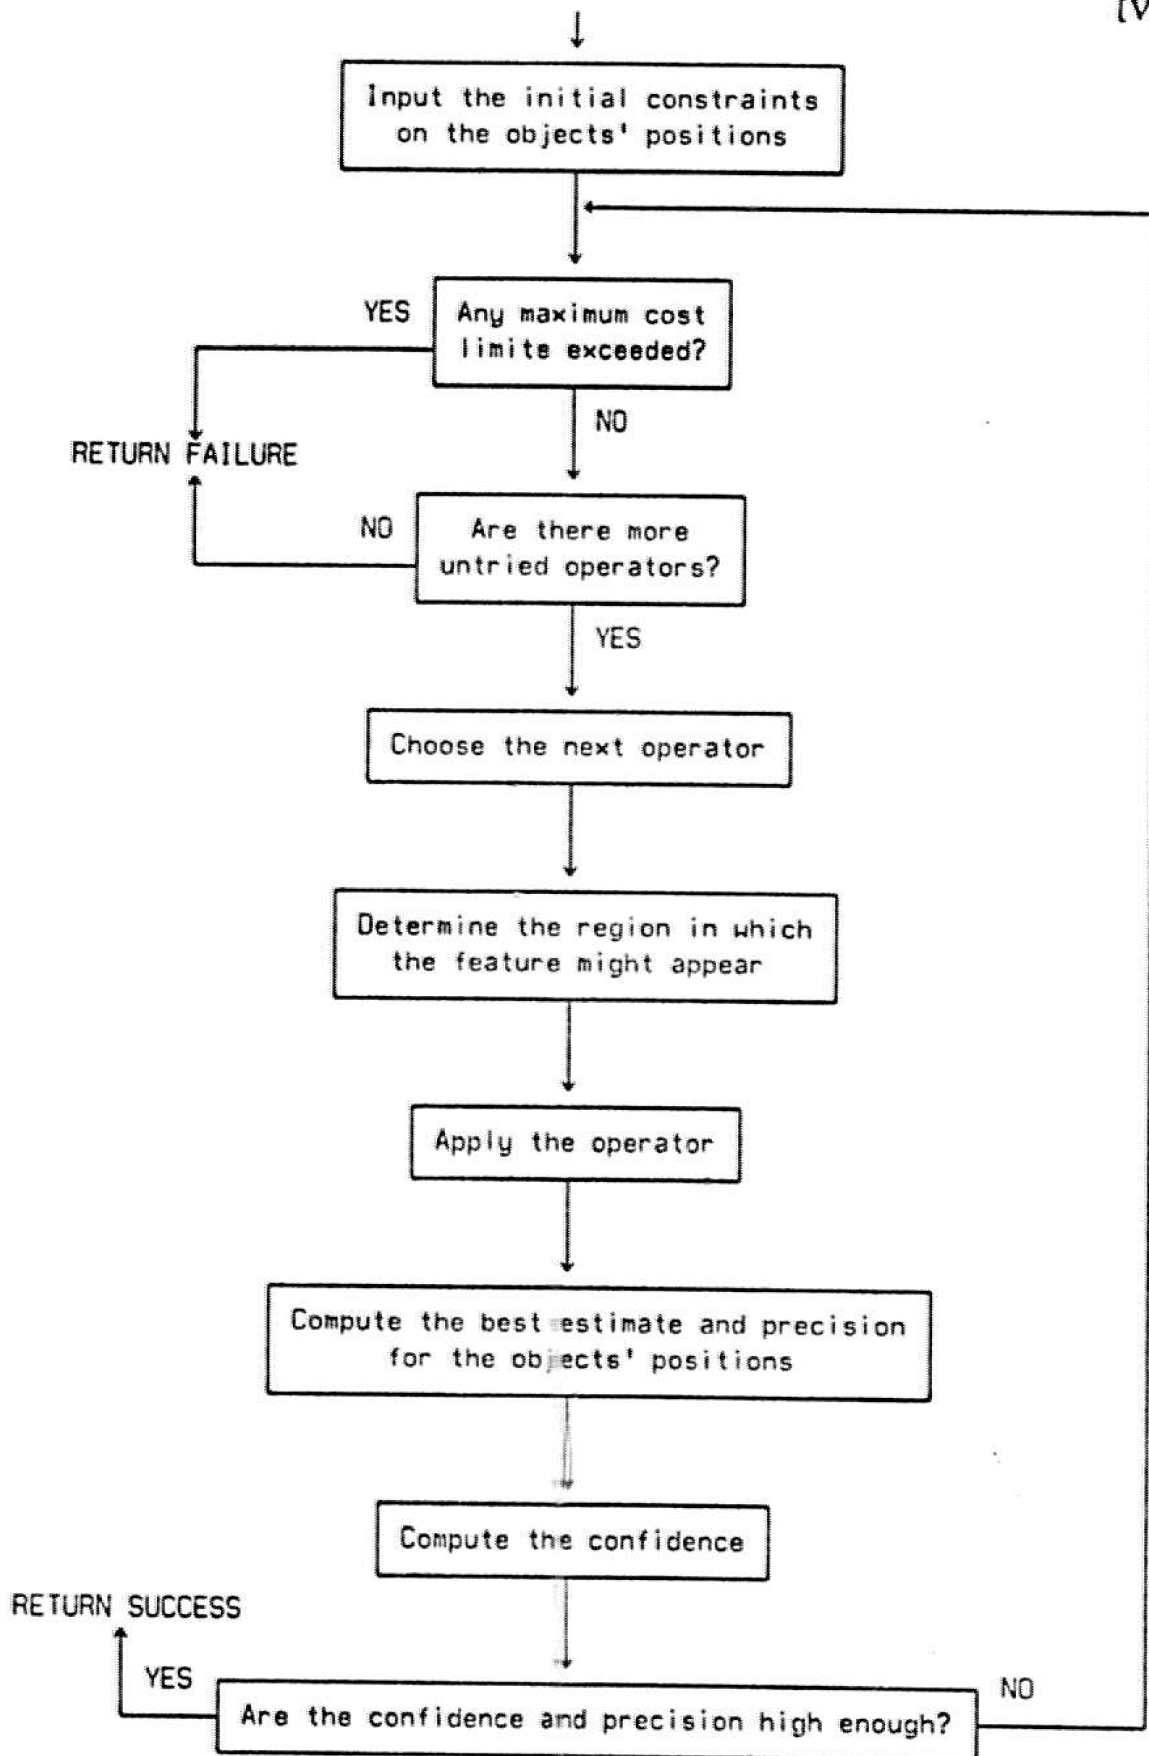 Input the initial constraints
on the objects' positions
YES
Any maximum cost
limits exceeded?
NO
RETURN FAILURE
NO
Are there more
untried operators?
YES
Choose the next operator
Determine the region in which
the feature might appear
Apply the operator
Compute the best estimate and precision
for the objects' positions
Compute the confidence
RETURN SUCCESS
YES
Are the confidence and precision high enough?
NO